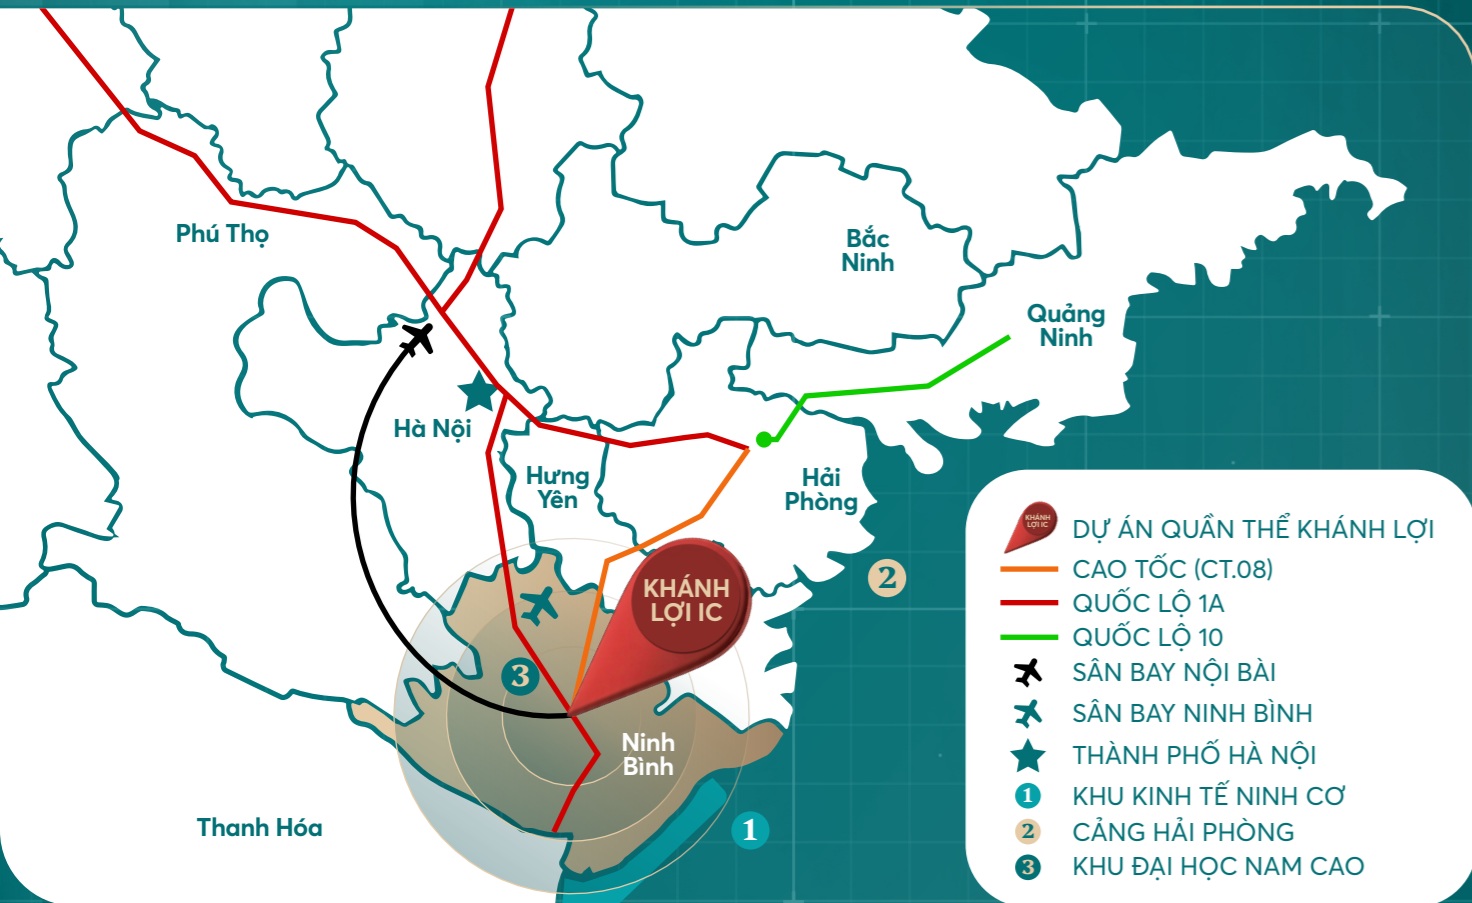 Phú Thọ
Bắc
Ninh
Quảng
Ninh
Hà Nội
Hưng
Yên
Hải
Phòng
2
KHÁNH
LỢI IC
3
Ninh
Bình
Thanh Hóa
1
KHÁNH
LỢI IC
DỰ ÁN QUẦN THỂ KHÁNH LỢI
CAO TỐC (CT.08)
QUỐC LỘ 1A
QUỐC LỘ 10
SÂN BAY NỘI BÀI
SÂN BAY NINH BÌNH
THÀNH PHỐ HÀ NỘI
1 KHU KINH TẾ NINH CƠ
2 CẢNG HẢI PHÒNG
3 KHU ĐẠI HỌC NAM CAO